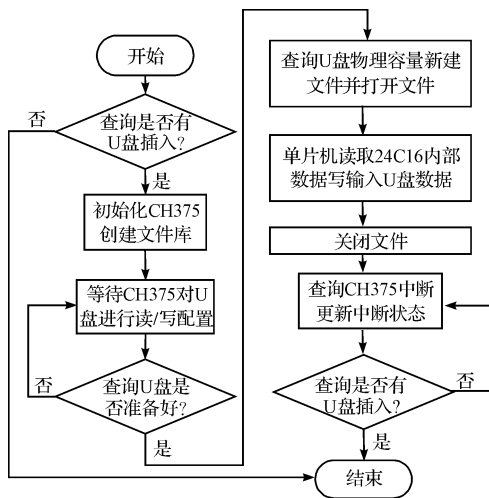 开始
否
查询是否有
U盘插入?
是
初始化CH375
创建文件库
等待CH375对U
盘进行读/写配置
否
查询U盘是
否准备好?
是
查询U盘物理容量新建
文件并打开文件
单片机读取24C16内部
数据写输入U盘数据
关闭文件
查询CH375中断
更新中断状态
查询是否有
U盘插入?
否
是
结束